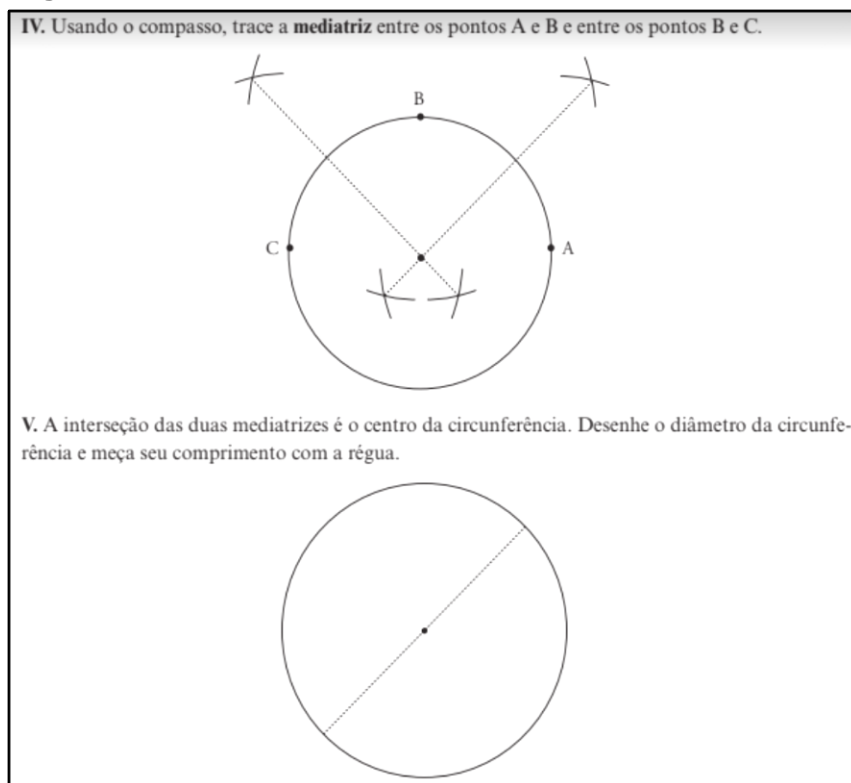 IV. Usando o compasso, trace a mediatriz entre os pontos A e B e entre os pontos B e C.
B
C
A
V. A interseção das duas mediatrizes é o centro da circunferência. Desenhe o diâmetro da circunfe-
rência e meça seu comprimento com a régua.